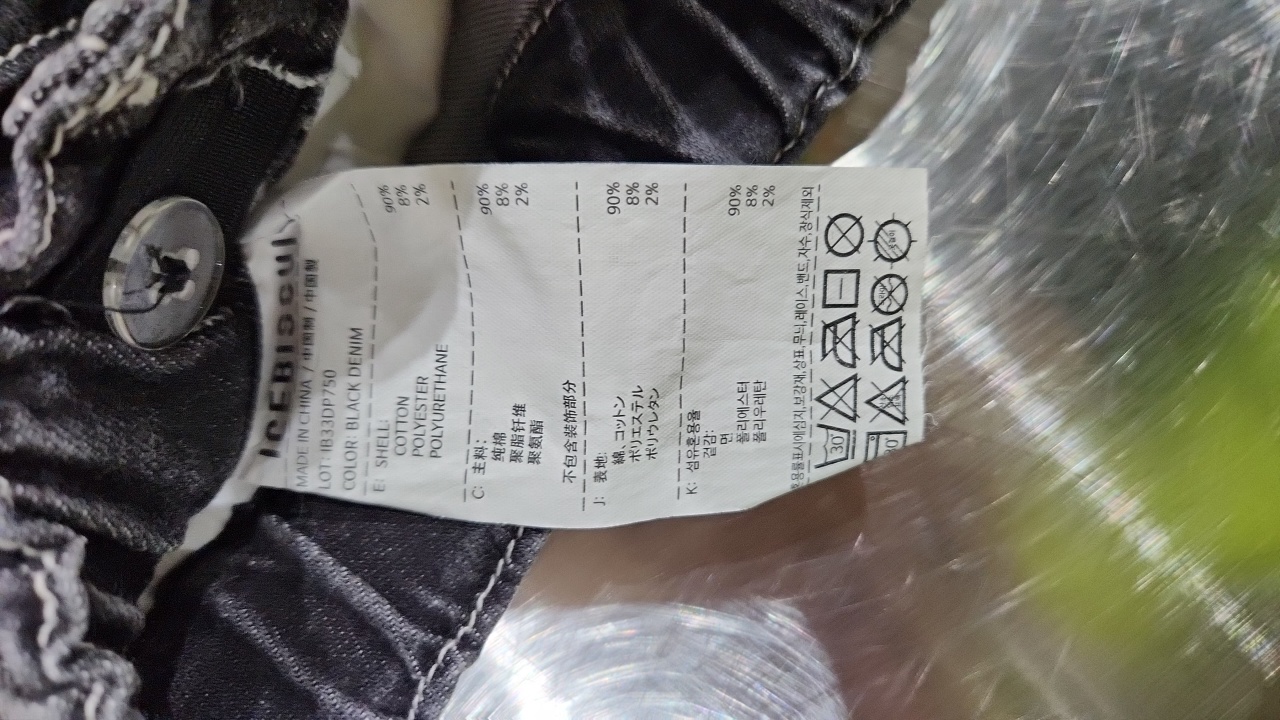 ICEBISCUIY
MADE IN CHINA / 中国制 / 中国製
LOT: IB33DP750
COLOR: BLACK DENIM
E: SHELL:
COTTON 90%
POLYESTER 8%
POLYURETHANE 2%
C: 主料:
纯棉 90%
聚脂纤维 8%
聚氨酯 2%
不包含装饰部分
J: 表地:
綿, コットン 90%
ポリエステル 8%
ポリウレタン 2%
K: 섬유혼용율
겉감:
면 90%
폴리에스터 8%
폴리우레탄 2%
혼용률표시에심지,보강재,상표,무늬,레이스,밴드,자수,장식제외
30